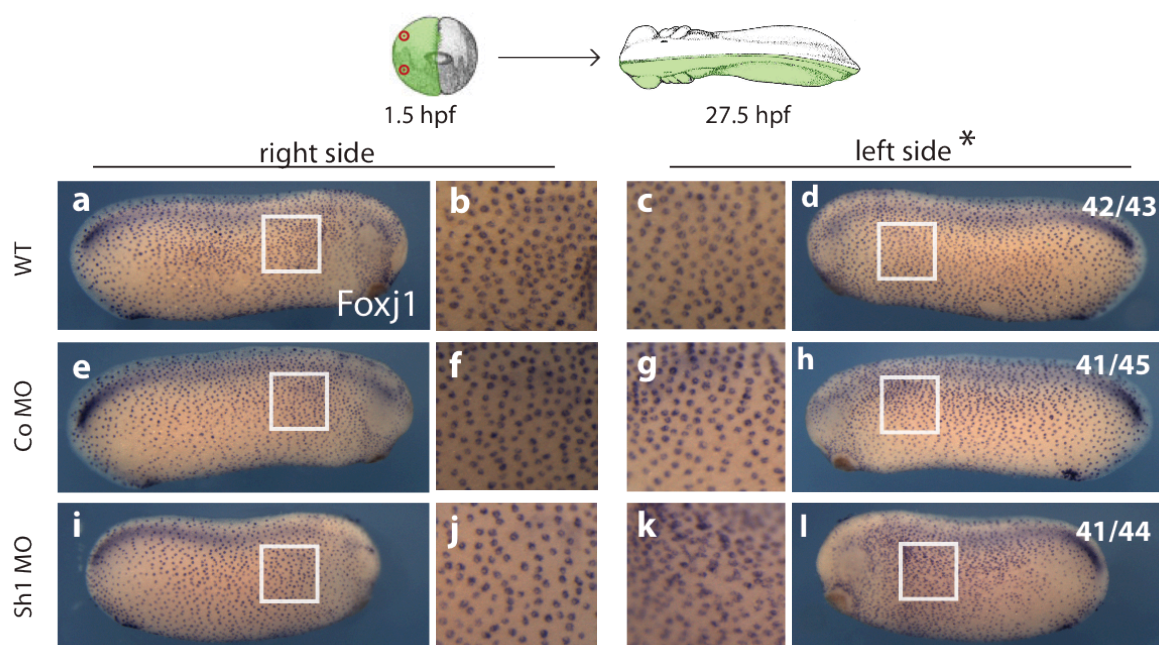 1.5 hpf
27.5 hpf
right side
left side *
WT
a
Foxj1
b
c
d
42/43
Co MO
e
f
g
h
41/45
Sh1 MO
i
j
k
l
41/44